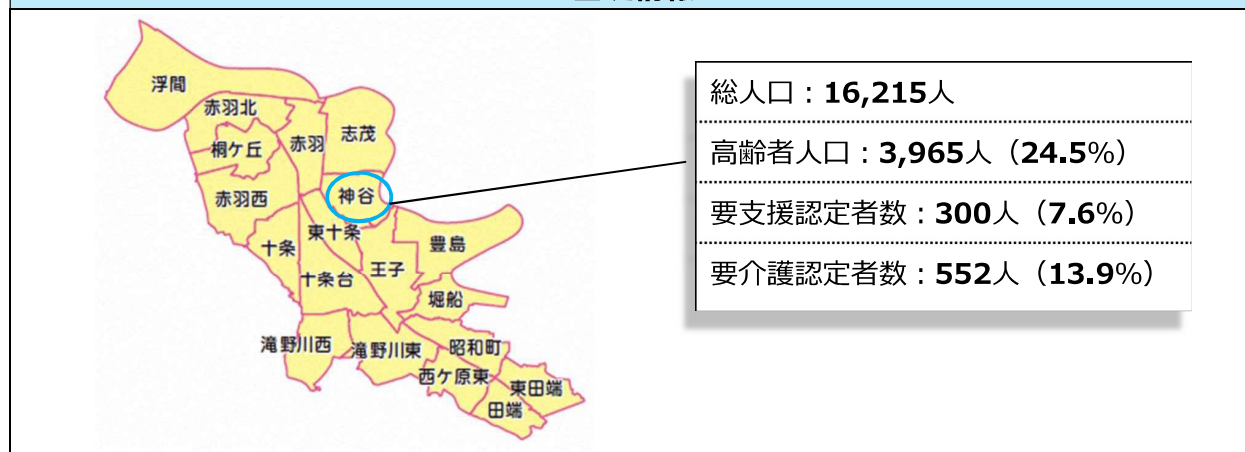 浮間
赤羽北
桐ケ丘
赤羽
志茂
赤羽西
神谷
十条
東十条
豊島
十条台
王子
堀船
滝野川西
滝野川東
昭和町
西ケ原東
東田端
田端
総人口：16,215人
高齢者人口：3,965人（24.5%）
要支援認定者数：300人（7.6%）
要介護認定者数：552人（13.9%）